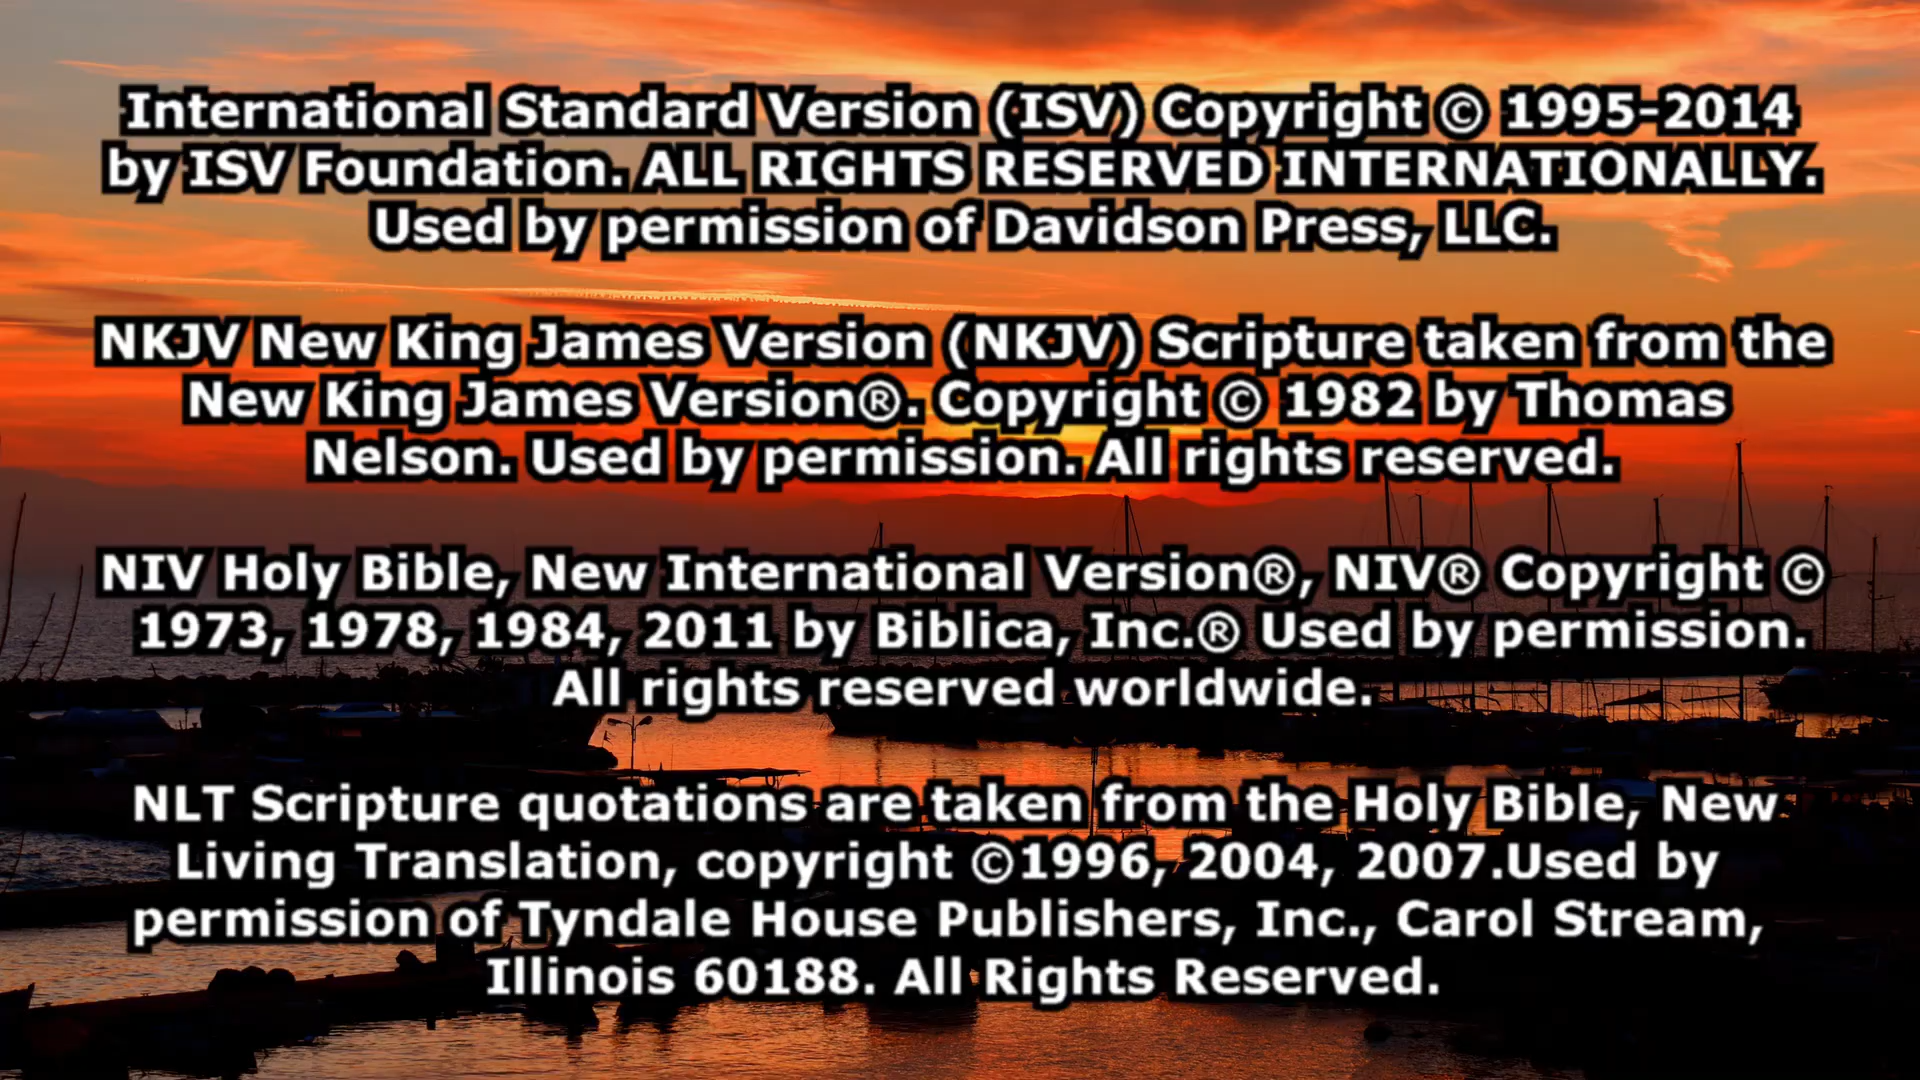 International Standard Version (ISV) Copyright © 1995-2014
by ISV Foundation. ALL RIGHTS RESERVED INTERNATIONALLY.
Used by permission of Davidson Press, LLC.
NKJV New King James Version (NKJV) Scripture taken from the
New King James Version®. Copyright © 1982 by Thomas
Nelson. Used by permission. All rights reserved.
NIV Holy Bible, New International Version®, NIV® Copyright ©
1973, 1978, 1984, 2011 by Biblica, Inc.® Used by permission.
All rights reserved worldwide.
NLT Scripture quotations are taken from the Holy Bible, New
Living Translation, copyright ©1996, 2004, 2007.Used by
permission of Tyndale House Publishers, Inc., Carol Stream,
Illinois 60188. All Rights Reserved.